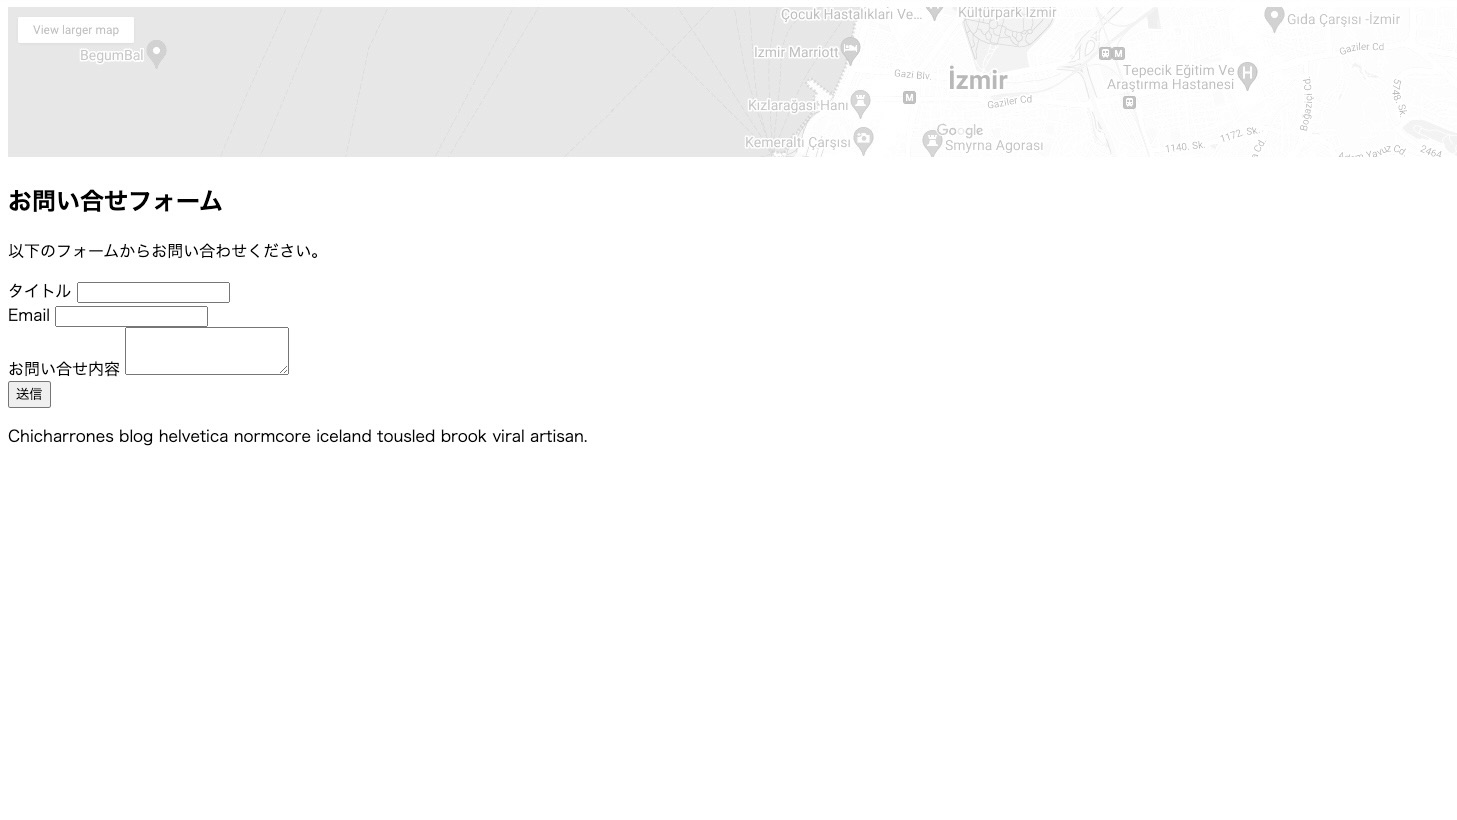 View larger map
BegumBal
Çocuk Hastalıkları Ve...
Kültürpark İzmir
Gıda Çarşısı -İzmir
Gaziler Cd
İzmir Marriott
Gazi Blv.
İzmir
Tepecik Eğitim Ve
Araştırma Hastanesi
M
M
H
Kızlarağası Hanı
Gaziler Cd
Boğaziçi Cd
5748. Sk.
Google
Kemeraltı Çarşısı
Smyrna Agorası
1140. Sk.
1172. Sk.
Yavuz Cd.
2464
お問い合せフォーム
以下のフォームからお問い合わせください。
タイトル
Email
お問い合せ内容
送信
Chicharrones blog helvetica normcore iceland tousled brook viral artisan.